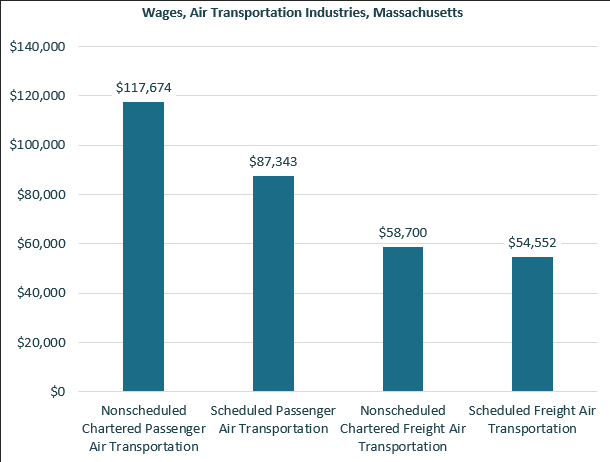 Wages, Air Transportation Industries, Massachusetts
$140,000
$120,000
$100,000
$80,000
$60,000
$40,000
$20,000
$0
$117,674
$87,343
$58,700
$54,552
Nonscheduled
Chartered Passenger
Air Transportation
Scheduled Passenger
Air Transportation
Nonscheduled
Chartered Freight Air
Transportation
Scheduled Freight Air
Transportation